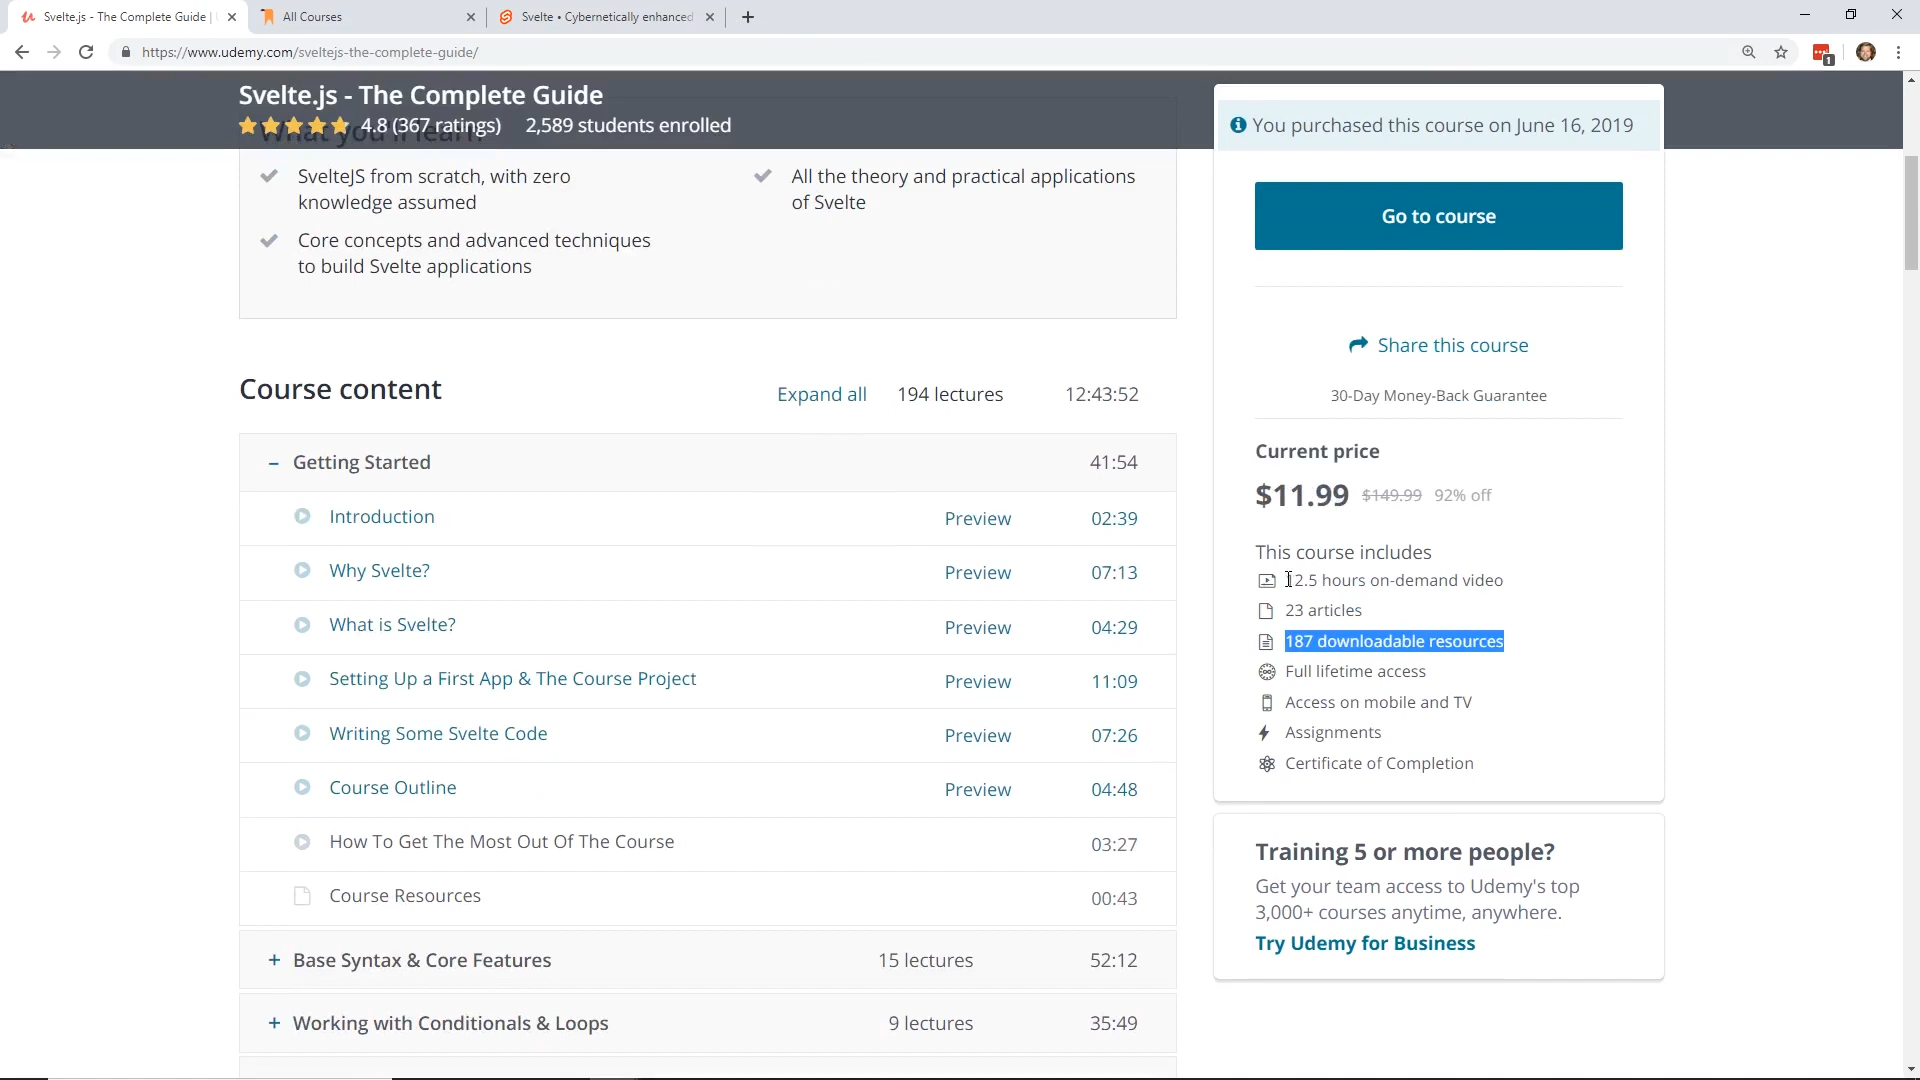 Svelte.js - The Complete Guide |
All Courses
Svelte • Cybernetically enhanced
https://www.udemy.com/sveltejs-the-complete-guide/
1
Svelte.js - The Complete Guide
4.8 (367 ratings) 2,589 students enrolled
What you'll learn?
SvelteJS from scratch, with zero
knowledge assumed
Core concepts and advanced techniques
to build Svelte applications
All the theory and practical applications
of Svelte
Course content
Expand all 194 lectures 12:43:52
Getting Started 41:54
Introduction Preview 02:39
Why Svelte? Preview 07:13
What is Svelte? Preview 04:29
Setting Up a First App & The Course Project Preview 11:09
Writing Some Svelte Code Preview 07:26
Course Outline Preview 04:48
How To Get The Most Out Of The Course 03:27
Course Resources 00:43
Base Syntax & Core Features 15 lectures 52:12
Working with Conditionals & Loops 9 lectures 35:49
You purchased this course on June 16, 2019
Go to course
Share this course
30-Day Money-Back Guarantee
Current price
$11.99 $149.99 92% off
This course includes
12.5 hours on-demand video
23 articles
187 downloadable resources
Full lifetime access
Access on mobile and TV
Assignments
Certificate of Completion
Training 5 or more people?
Get your team access to Udemy's top
3,000+ courses anytime, anywhere.
Try Udemy for Business